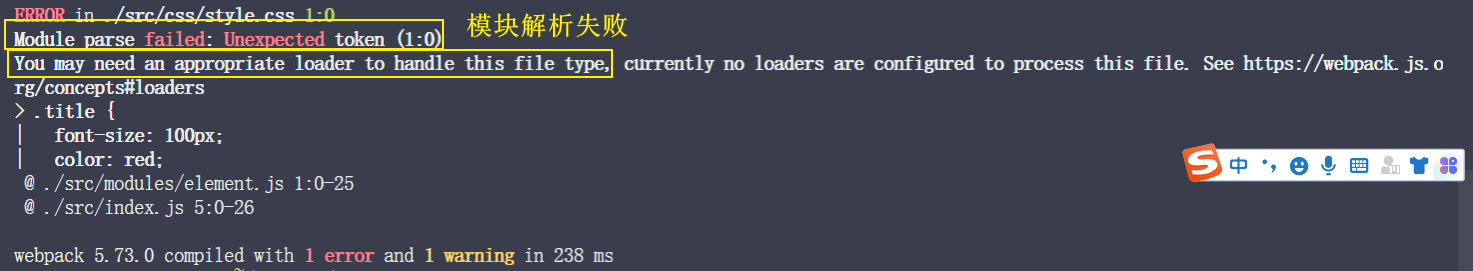 ERROR in ./src/css/style.css 1:0
模块解析失败
Module parse failed: Unexpected token (1:0)
You may need an appropriate loader to handle this file type, currently no loaders are configured to process this file. See https://webpack.js.o
rg/concepts#loaders
> .title {
|   font-size: 100px;
|   color: red;
@ ./src/modules/element.js 1:0-25
@ ./src/index.js 5:0-26
S 中
webpack 5.73.0 compiled with 1 error and 1 warning in 238 ms